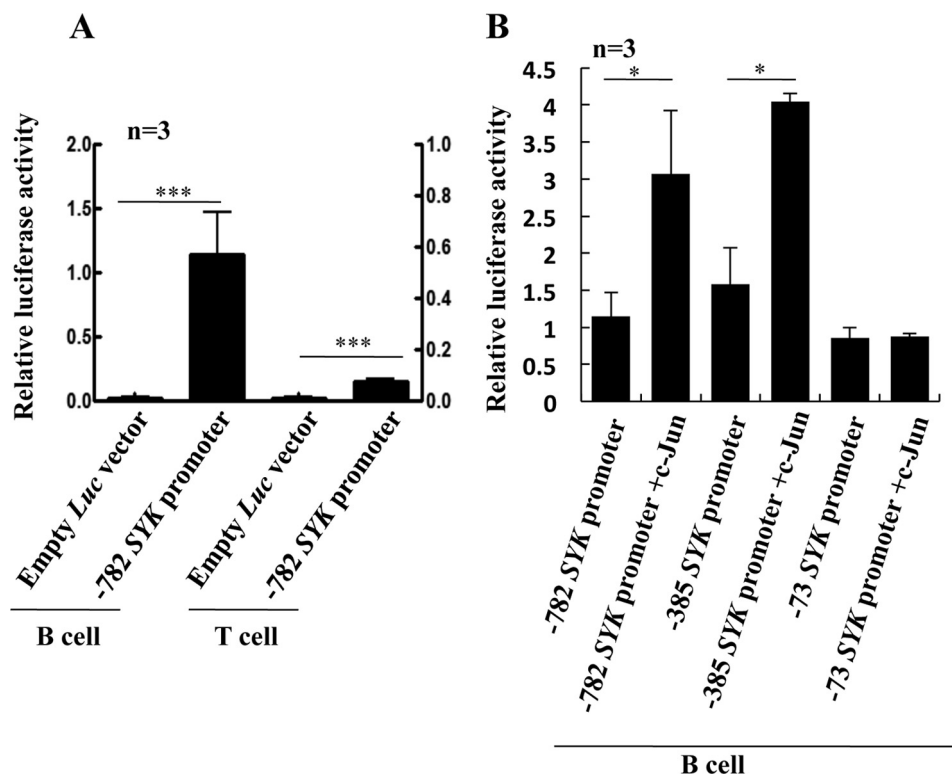 A
n=3
Relative luciferase activity
2.0
1.5
1.0
0.5
0.0
***
***
1.0
0.8
0.6
0.4
0.2
0.0
Empty Luc vector
-782 SYK promoter
Empty Luc vector
-782 SYK promoter
B cell
T cell
B
n=3
Relative luciferase activity
4.5
4
3.5
3
2.5
2
1.5
1
0.5
0
*
*
-782 SYK promoter
-782 SYK promoter +c-Jun
-385 SYK promoter
-385 SYK promoter +c-Jun
-73 SYK promoter
-73 SYK promoter +c-Jun
B cell